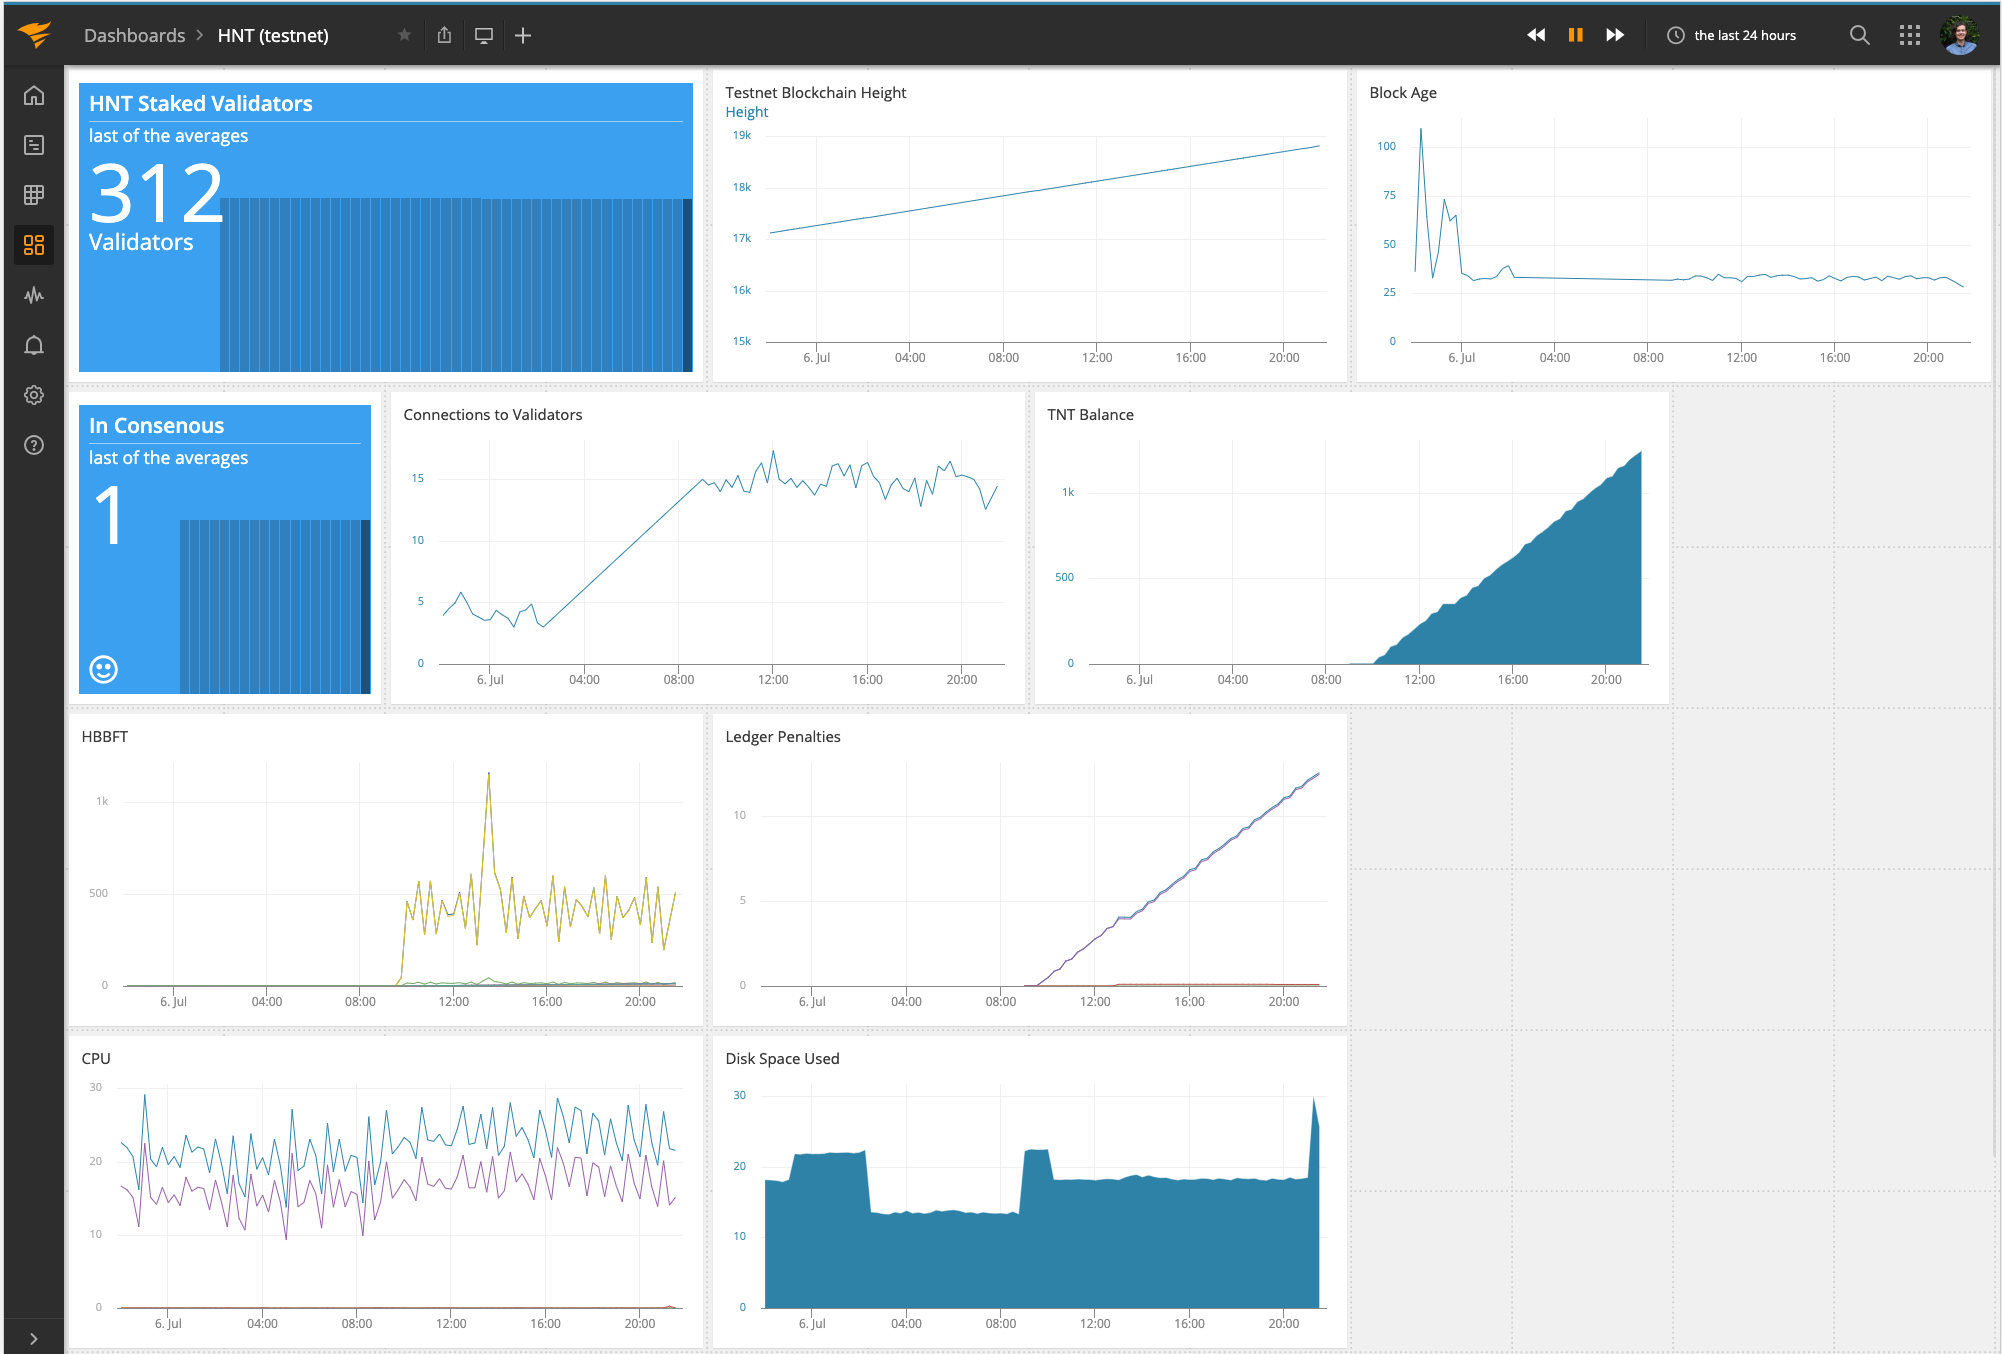 Dashboards > HNT (testnet)
the last 24 hours
HNT Staked Validators
last of the averages
312
Validators
Testnet Blockchain Height
Height
19k
18k
17k
16k
15k
6. Jul 04:00 08:00 12:00 16:00 20:00
Block Age
100
75
50
25
0
6. Jul 04:00 08:00 12:00 16:00 20:00
In Consenous
last of the averages
1
Connections to Validators
15
10
5
0
6. Jul 04:00 08:00 12:00 16:00 20:00
TNT Balance
1k
500
0
6. Jul 04:00 08:00 12:00 16:00 20:00
HBBFT
1k
500
0
6. Jul 04:00 08:00 12:00 16:00 20:00
Ledger Penalties
10
5
0
6. Jul 04:00 08:00 12:00 16:00 20:00
CPU
30
20
10
0
6. Jul 04:00 08:00 12:00 16:00 20:00
Disk Space Used
30
20
10
0
6. Jul 04:00 08:00 12:00 16:00 20:00